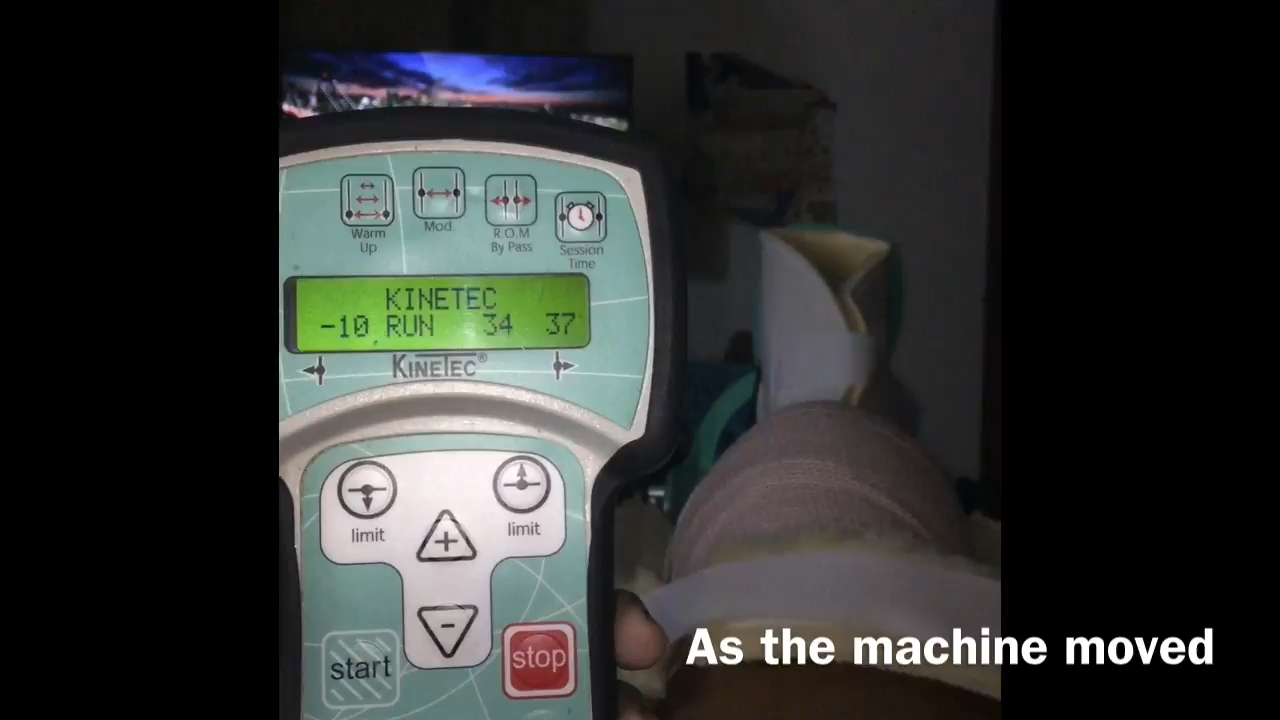 Warm
Up
Mod.
R.O.M
By Pass
Session
Time
KINETEC
-10 RUN 34 37
KINETEC®
limit
limit
+
-
start
stop
As the machine moved